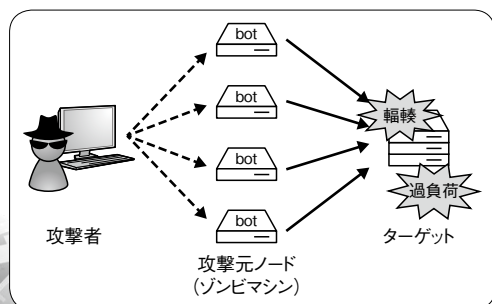 bot
bot
bot
bot
輻輳
過負荷
攻撃者
攻撃元ノード
(ゾンビマシン)
ターゲット